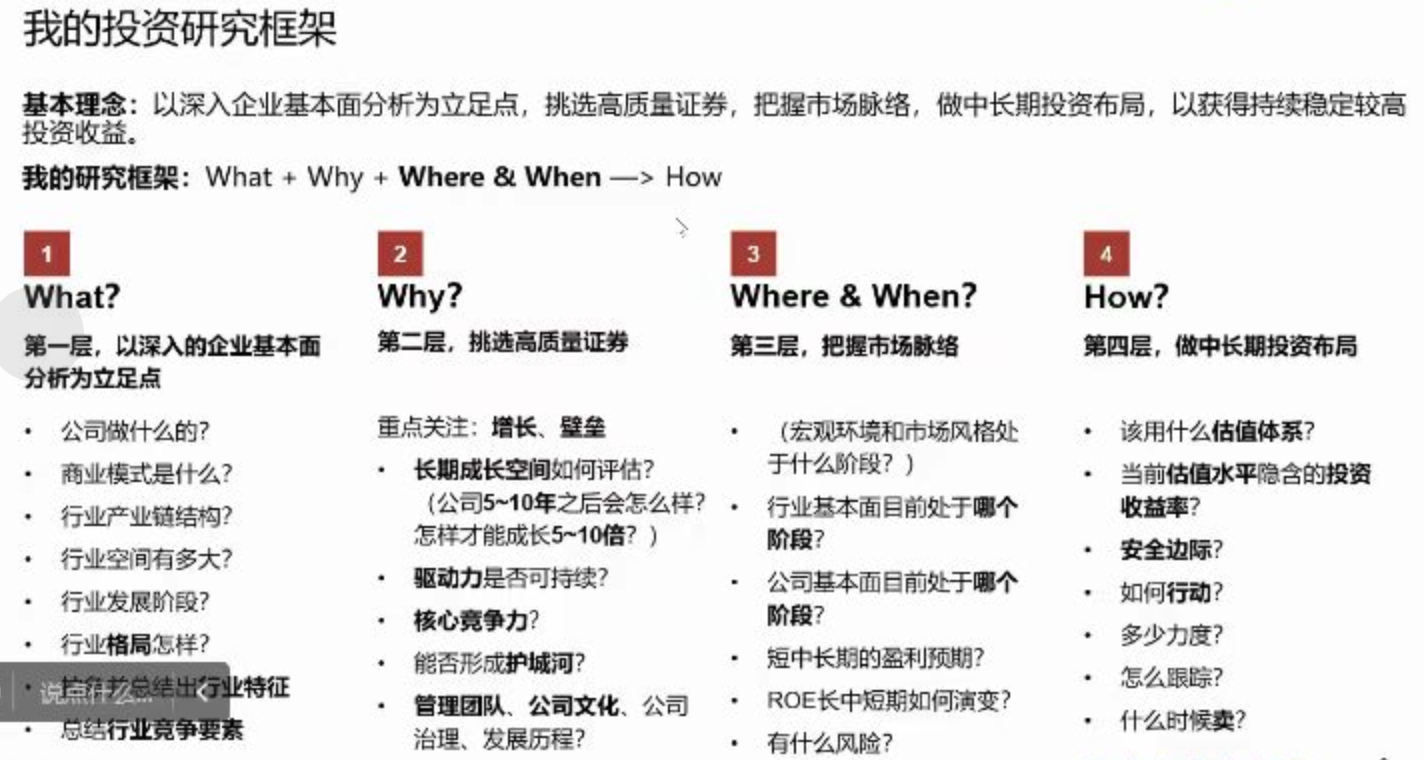 我的投资研究框架
基本理念：以深入企业基本面分析为立足点，挑选高质量证券，把握市场脉络，做中长期投资布局，以获得持续稳定较高
投资收益。
我的研究框架：What + Why + Where & When —> How
1
What?
第一层，以深入的企业基本面
分析为立足点
• 公司做什么的？
• 商业模式是什么？
• 行业产业链结构？
• 行业空间有多大？
• 行业发展阶段？
• 行业格局怎样？
总结出行业特征
• 总结行业竞争要素
2
Why?
第二层，挑选高质量证券
重点关注：增长、壁垒
• 长期成长空间如何评估？
（公司5~10年之后会怎么样？
怎样才能成长5~10倍？）
• 驱动力是否可持续？
• 核心竞争力？
• 能否形成护城河？
• 管理团队、公司文化、公司
治理、发展历程？
3
Where & When?
第三层，把握市场脉络
• （宏观环境和市场风格处
于什么阶段？）
• 行业基本面目前处于哪个
阶段？
• 公司基本面目前处于哪个
阶段？
• 短中长期的盈利预期？
• ROE长中短期如何演变？
• 有什么风险？
4
How?
第四层，做中长期投资布局
• 该用什么估值体系？
• 当前估值水平隐含的投资
收益率？
• 安全边际？
• 如何行动？
• 多少力度？
• 怎么跟踪？
• 什么时候卖？
说点什么...